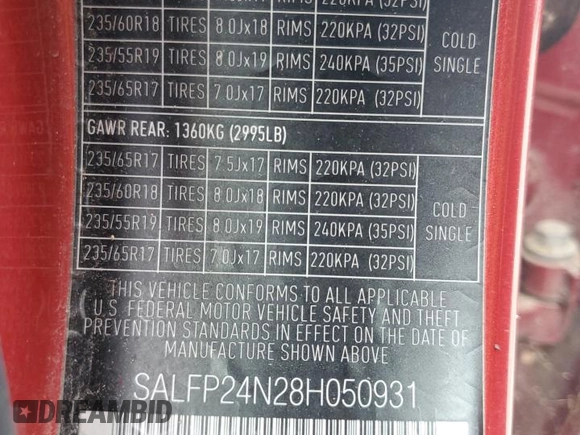 220KPA (32PSI)
235/60R18 TIRES 8.0Jx18 RIMS 220KPA (32PSI)
235/55R19 TIRES 8.0Jx19 RIMS 240KPA (35PSI) COLD SINGLE
235/65R17 TIRES 7.0Jx17 RIMS 220KPA (32PSI)
GAWR REAR: 1360KG (2995LB)
235/65R17 TIRES 7.5Jx17 RIMS 220KPA (32PSI)
235/60R18 TIRES 8.0Jx18 RIMS 220KPA (32PSI)
235/55R19 TIRES 8.0Jx19 RIMS 240KPA (35PSI) COLD SINGLE
235/65R17 TIRES 7.0Jx17 RIMS 220KPA (32PSI)
THIS VEHICLE CONFORMS TO ALL APPLICABLE
U.S. FEDERAL MOTOR VEHICLE SAFETY AND THEFT
PREVENTION STANDARDS IN EFFECT ON THE DATE OF
MANUFACTURE SHOWN ABOVE
SALFP24N28H050931
DREAMBID